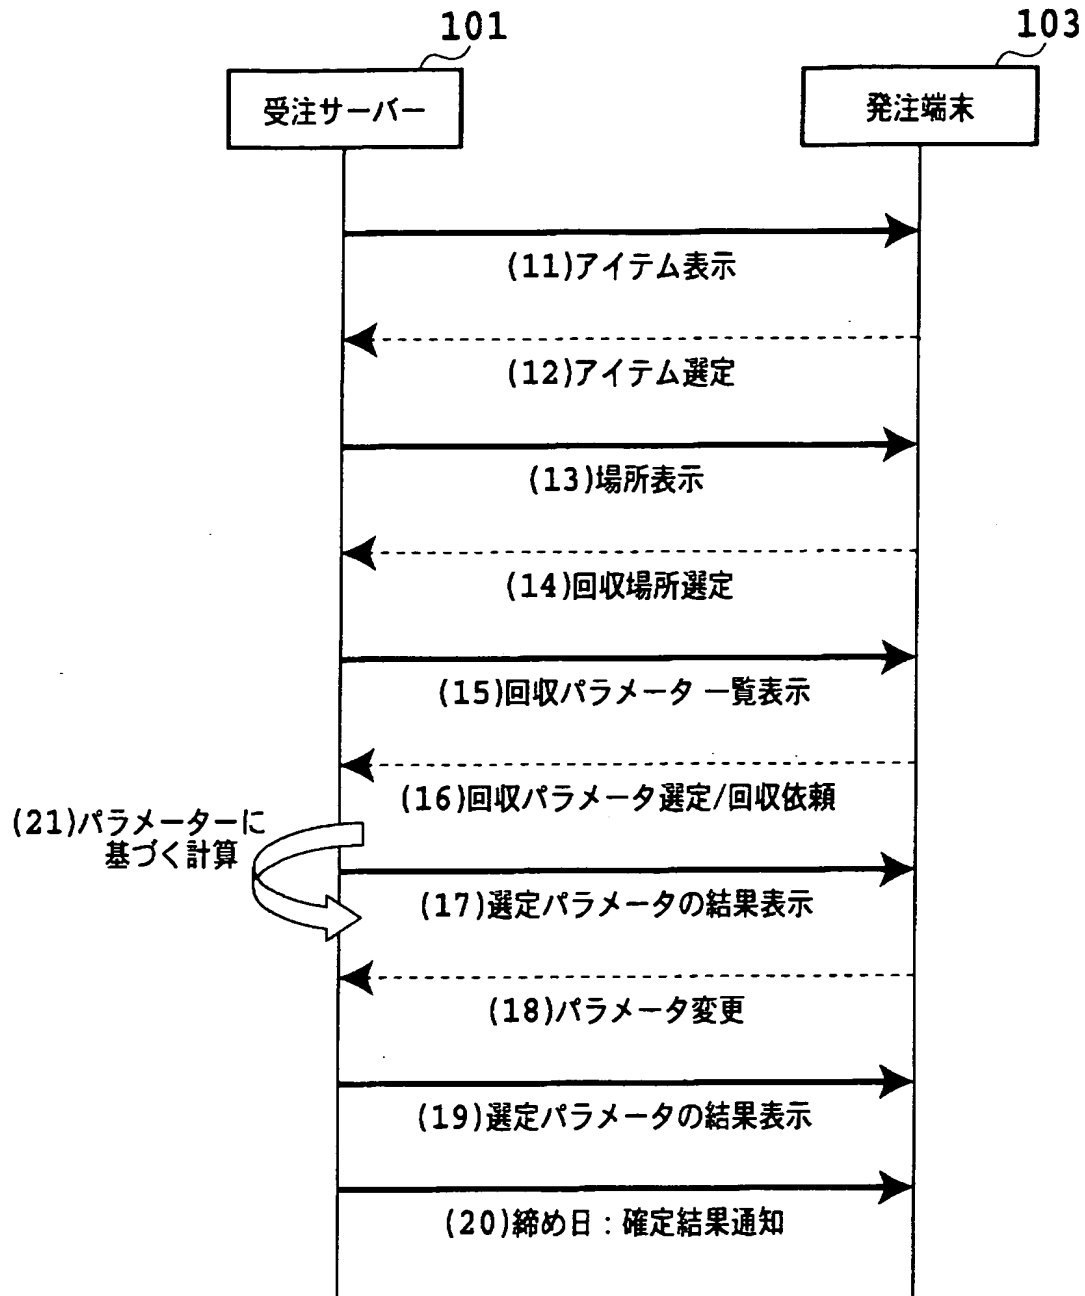 101
103
受注サーバー
発注端末
(11)アイテム表示
(12)アイテム選定
(13)場所表示
(14)回収場所選定
(15)回収パラメータ一覧表示
(16)回収パラメータ選定/回収依頼
(21)パラメーターに
基づく計算
(17)選定パラメータの結果表示
(18)パラメータ変更
(19)選定パラメータの結果表示
(20)締め日:確定結果通知